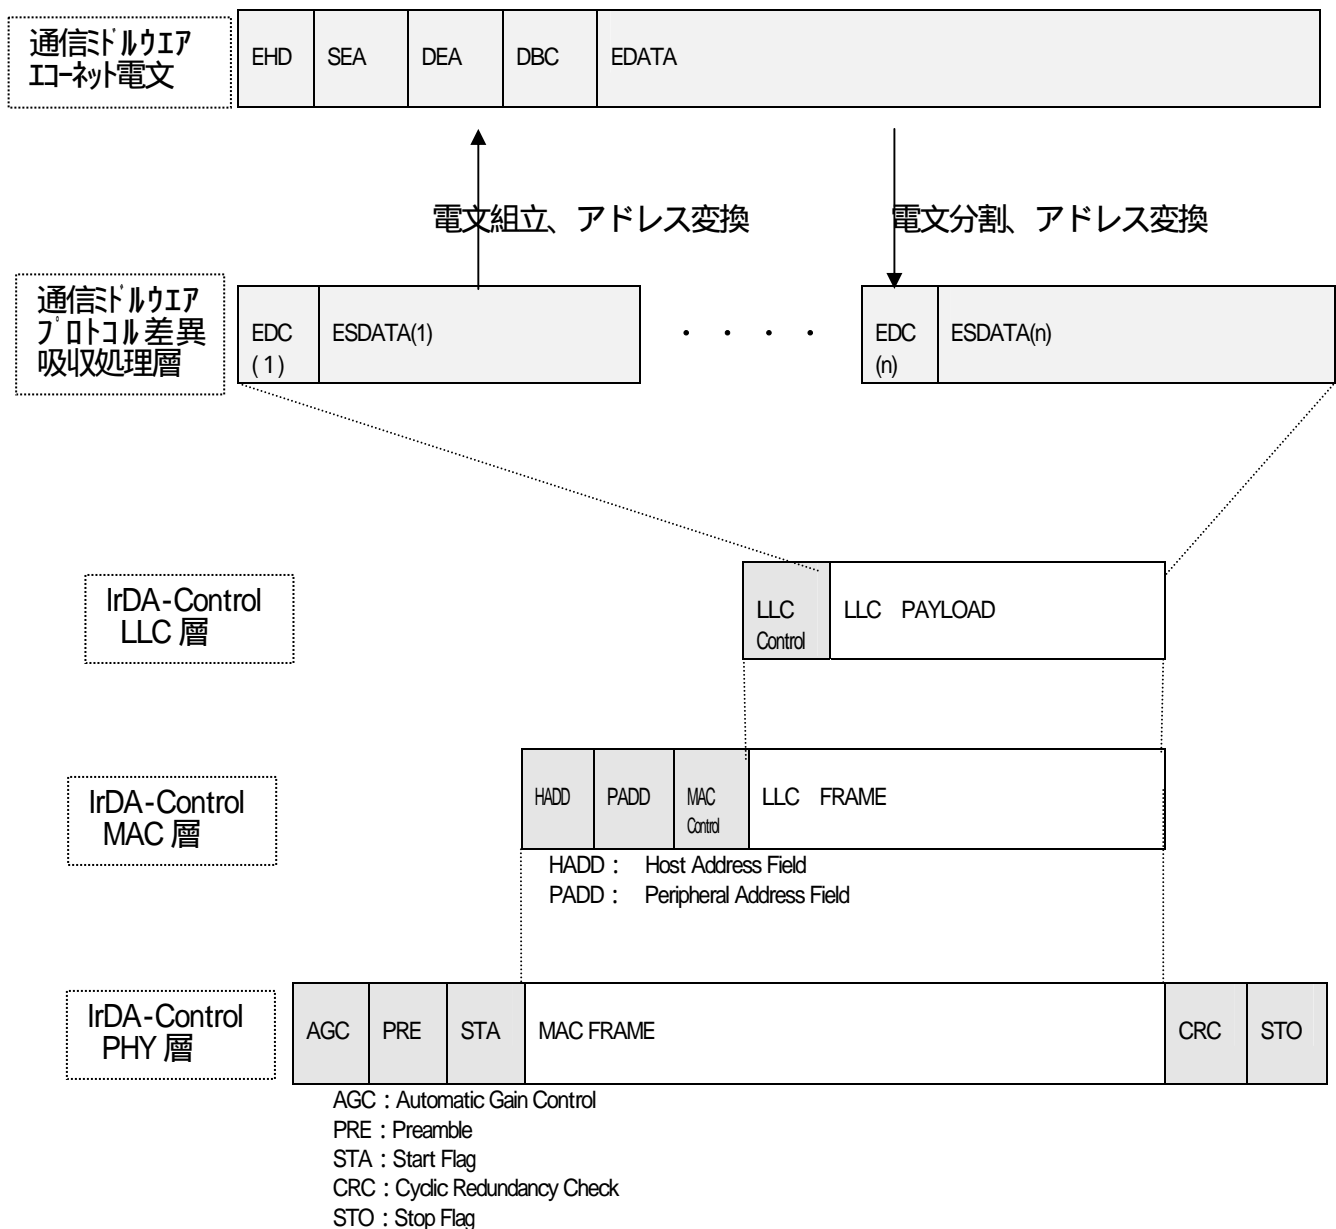 通信ﾐﾄﾞﾙｳｴｱ
ｴｺｰﾈｯﾄ電文
EHD SEA DEA DBC EDATA
電文組立、アドレス変換 電文分割、アドレス変換
通信ﾐﾄﾞﾙｳｴｱ
ﾌﾟﾛﾄｺﾙ差異
吸収処理層
EDC
(1)
ESDATA(1)
・ ・ ・ ・
EDC
(n)
ESDATA(n)
IrDA-Control
LLC 層
LLC
Control
LLC PAYLOAD
IrDA-Control
MAC 層
HADD PADD
MAC
Control
LLC FRAME
HADD : Host Address Field
PADD : Peripheral Address Field
IrDA-Control
PHY 層
AGC PRE STA MAC FRAME CRC STO
AGC : Automatic Gain Control
PRE : Preamble
STA : Start Flag
CRC : Cyclic Redundancy Check
STO : Stop Flag